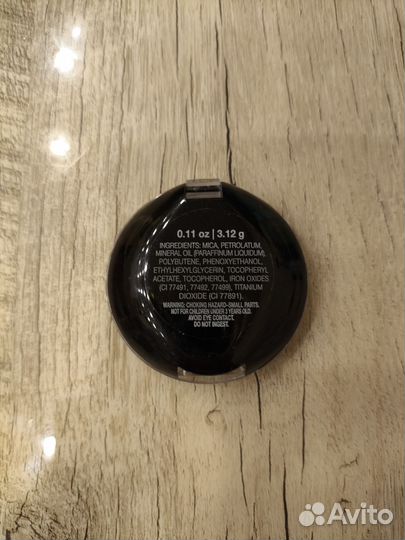 0.11 oz | 3.12 g
INGREDIENTS: MICA, PETROLATUM,
MINERAL OIL (PARAFFINUM LIQUIDUM),
POLYBUTENE, PHENOXYETHANOL,
ETHYLHEXYLGLYCERIN, TOCOPHERYL
ACETATE, TOCOPHEROL, IRON OXIDES
(CI 77491, 77492, 77499), TITANIUM
DIOXIDE (CI 77891).
WARNING: CHOKING HAZARD-SMALL PARTS.
NOT FOR CHILDREN UNDER 3 YEARS OLD.
AVOID EYE CONTACT.
DO NOT INGEST.
Avito